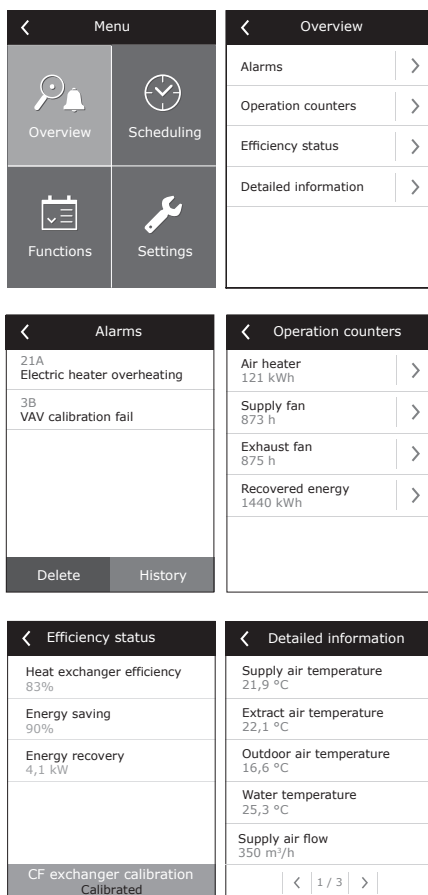 Menu
Overview
Scheduling
Functions
Settings
Overview
Alarms
Operation counters
Efficiency status
Detailed information
Alarms
21A
Electric heater overheating
3B
VAV calibration fail
Delete
History
Operation counters
Air heater
121 kWh
Supply fan
873 h
Exhaust fan
875 h
Recovered energy
1440 kWh
Efficiency status
Heat exchanger efficiency
83%
Energy saving
90%
Energy recovery
4,1 kW
CF exchanger calibration
Calibrated
Detailed information
Supply air temperature
21,9 °C
Extract air temperature
22,1 °C
Outdoor air temperature
16,6 °C
Water temperature
25,3 °C
Supply air flow
350 m³/h
1 / 3